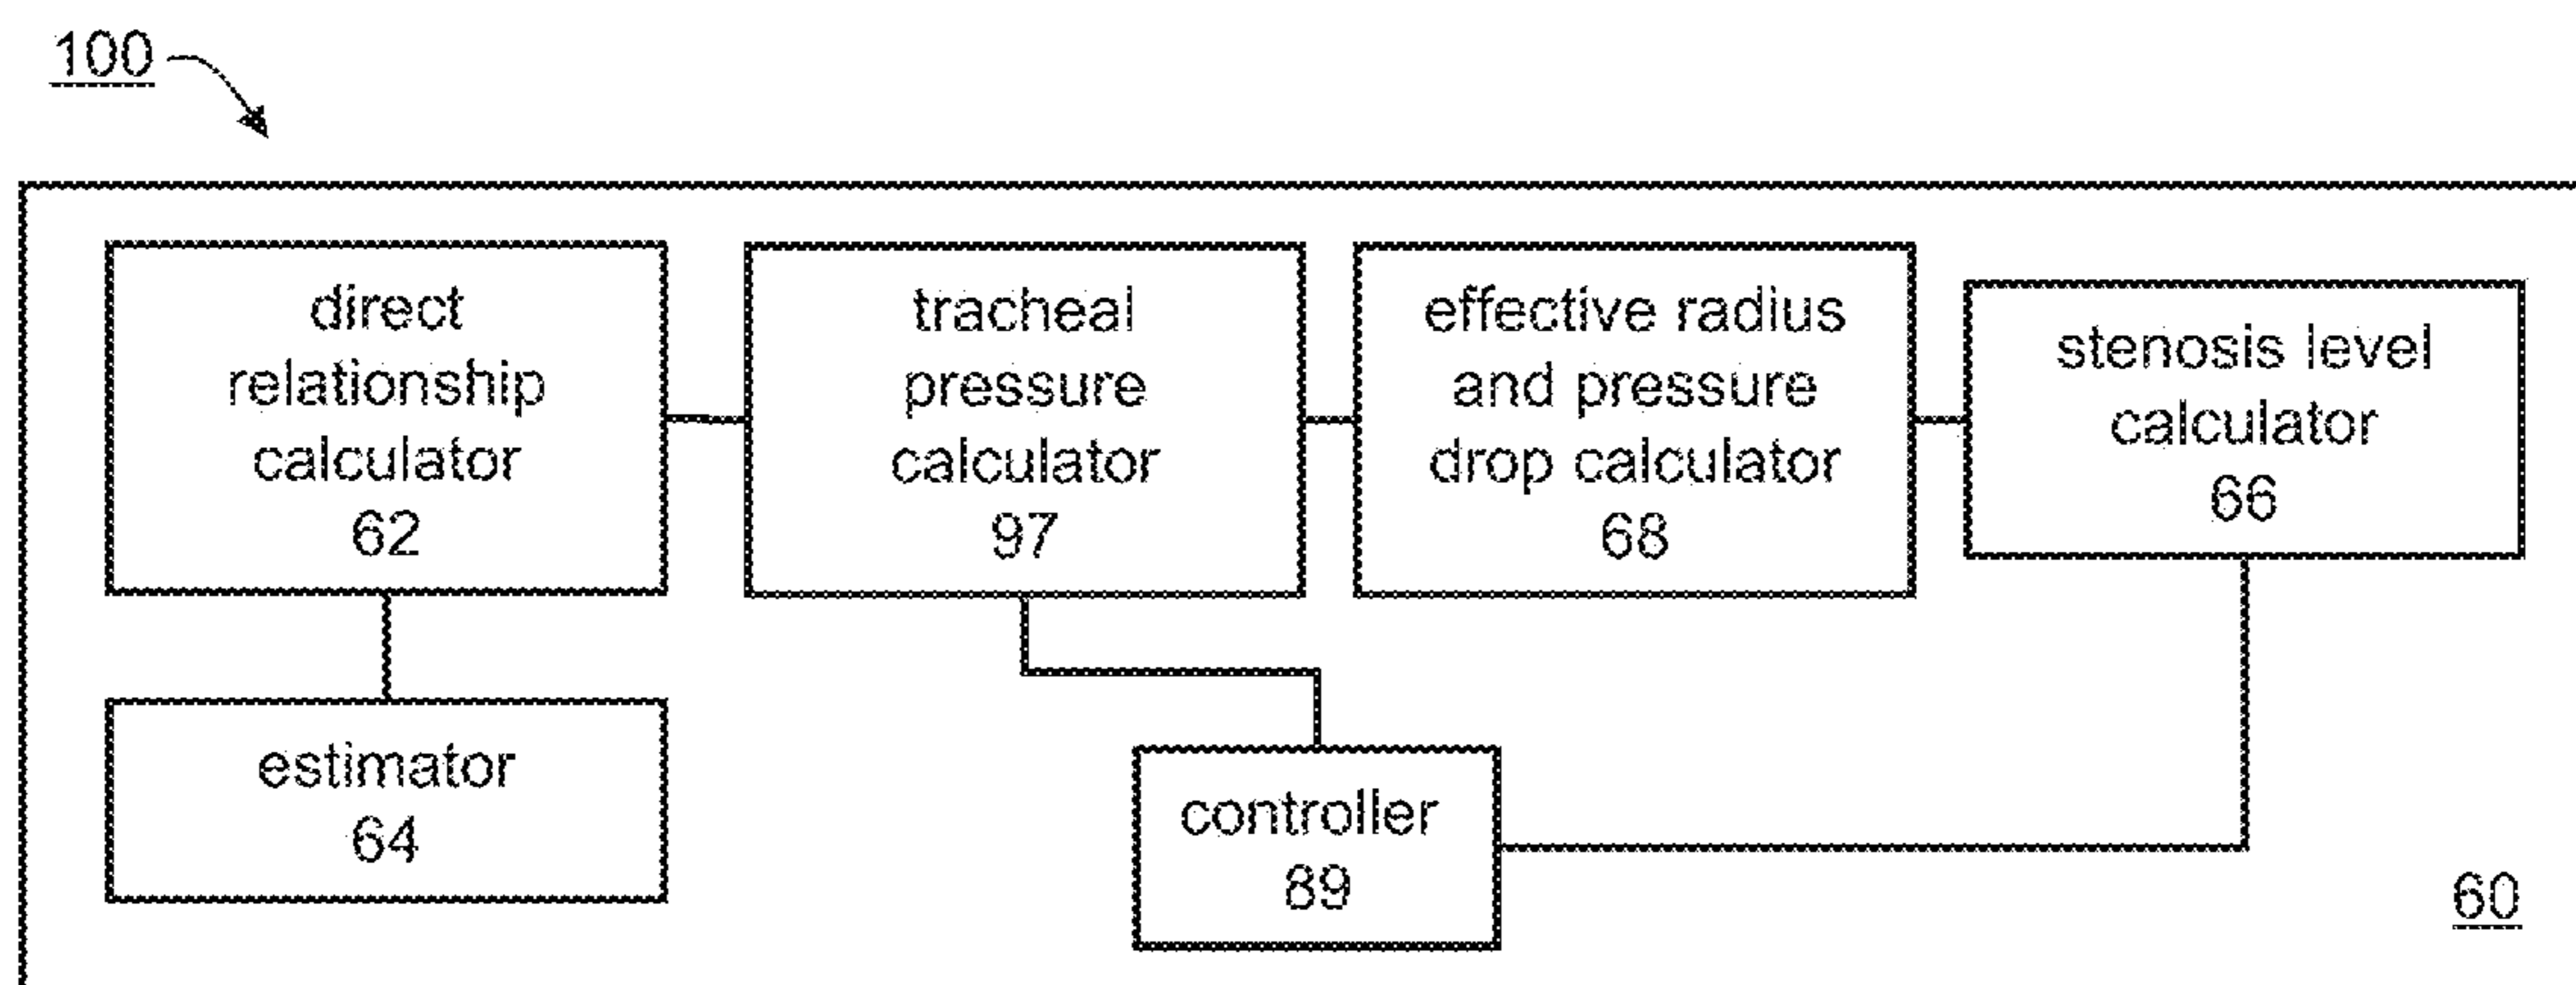 100
direct
relationship
calculator
62
tracheal
pressure
calculator
97
effective radius
and pressure
drop calculator
68
stenosis level
calculator
66
estimator
64
controller
89
60